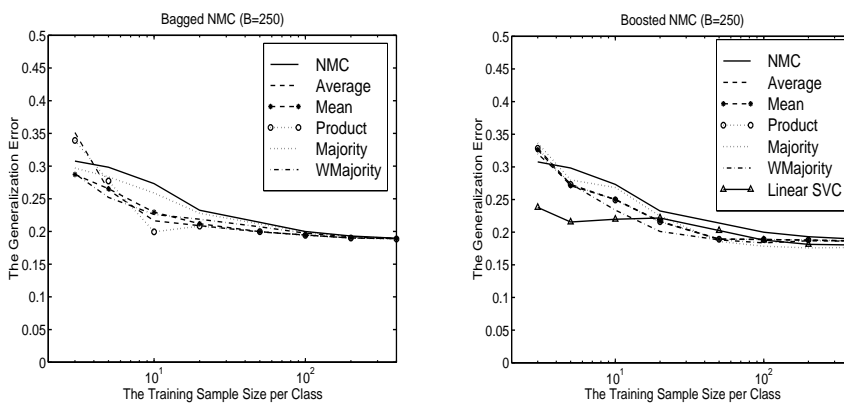 Bagged NMC (B=250)
The Generalization Error
0.5
0.45
0.4
0.35
0.3
0.25
0.2
0.15
0.1
0.05
0
NMC
Average
Mean
Product
Majority
WMajority
10^1
10^2
The Training Sample Size per Class
Boosted NMC (B=250)
The Generalization Error
0.5
0.45
0.4
0.35
0.3
0.25
0.2
0.15
0.1
0.05
0
NMC
Average
Mean
Product
Majority
WMajority
Linear SVC
10^1
10^2
The Training Sample Size per Class